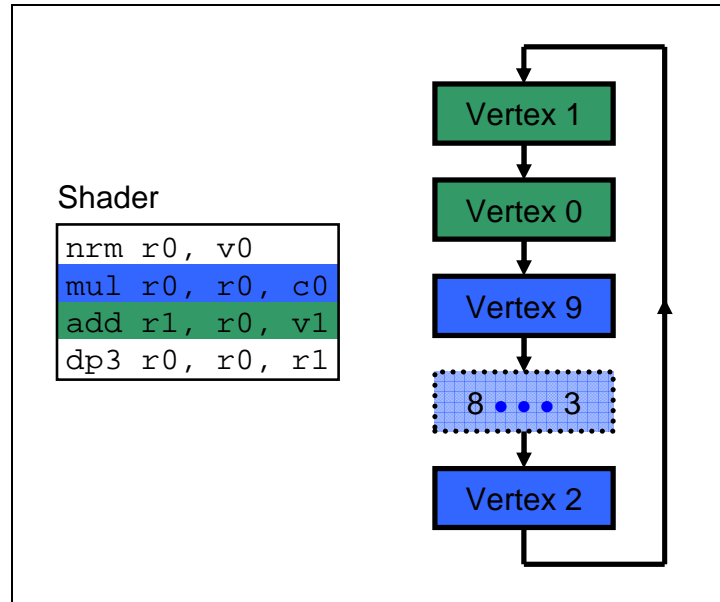 Shader
nrm r0, v0
mul r0, r0, c0
add r1, r0, v1
dp3 r0, r0, r1
Vertex 1
Vertex 0
Vertex 9
8 ● ● ● 3
Vertex 2